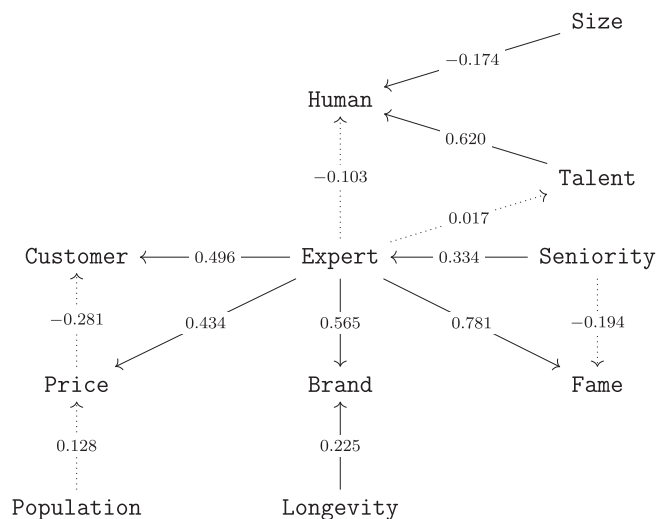 Size
−0.174
Human
0.620
−0.103
Talent
0.017
Customer 0.496 Expert 0.334 Seniority
−0.281 0.434 0.565 0.781 −0.194
Price Brand Fame
0.128 0.225
Population Longevity